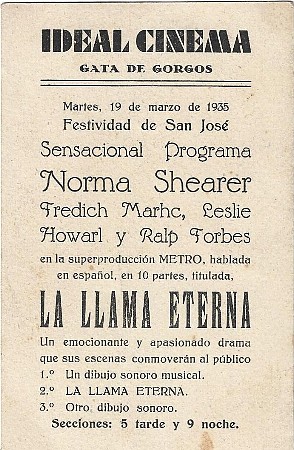 IDEAL CINEMA
GATA DE GORGOS
Martes, 19 de marzo de 1935
Festividad de San José
Sensacional Programa
Norma Shearer
Fredich Marhc, Leslie
Howarl y Ralp Forbes
en la superproducción METRO, hablada
en español, en 10 partes, titulada,
LA LLAMA ETERNA
Un emocionante y apasionado drama
que sus escenas conmoverán al público
1.º Un dibujo sonoro musical.
2.º LA LLAMA ETERNA.
3.º Otro dibujo sonoro.
Secciones: 5 tarde y 9 noche.